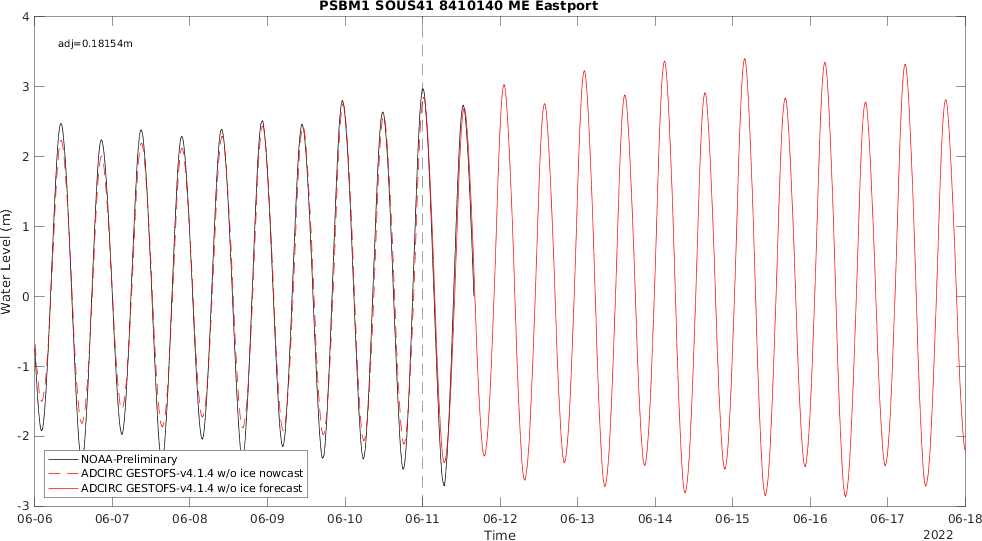 PSBM1 SOUS41 8410140 ME Eastport
adj=0.18154m
4
3
2
1
0
-1
-2
-3
Water Level (m)
NOAA-Preliminary
ADCIRC GESTOFS-v4.1.4 w/o ice nowcast
ADCIRC GESTOFS-v4.1.4 w/o ice forecast
06-06 06-07 06-08 06-09 06-10 06-11 06-12 06-13 06-14 06-15 06-16 06-17 06-18
Time
2022